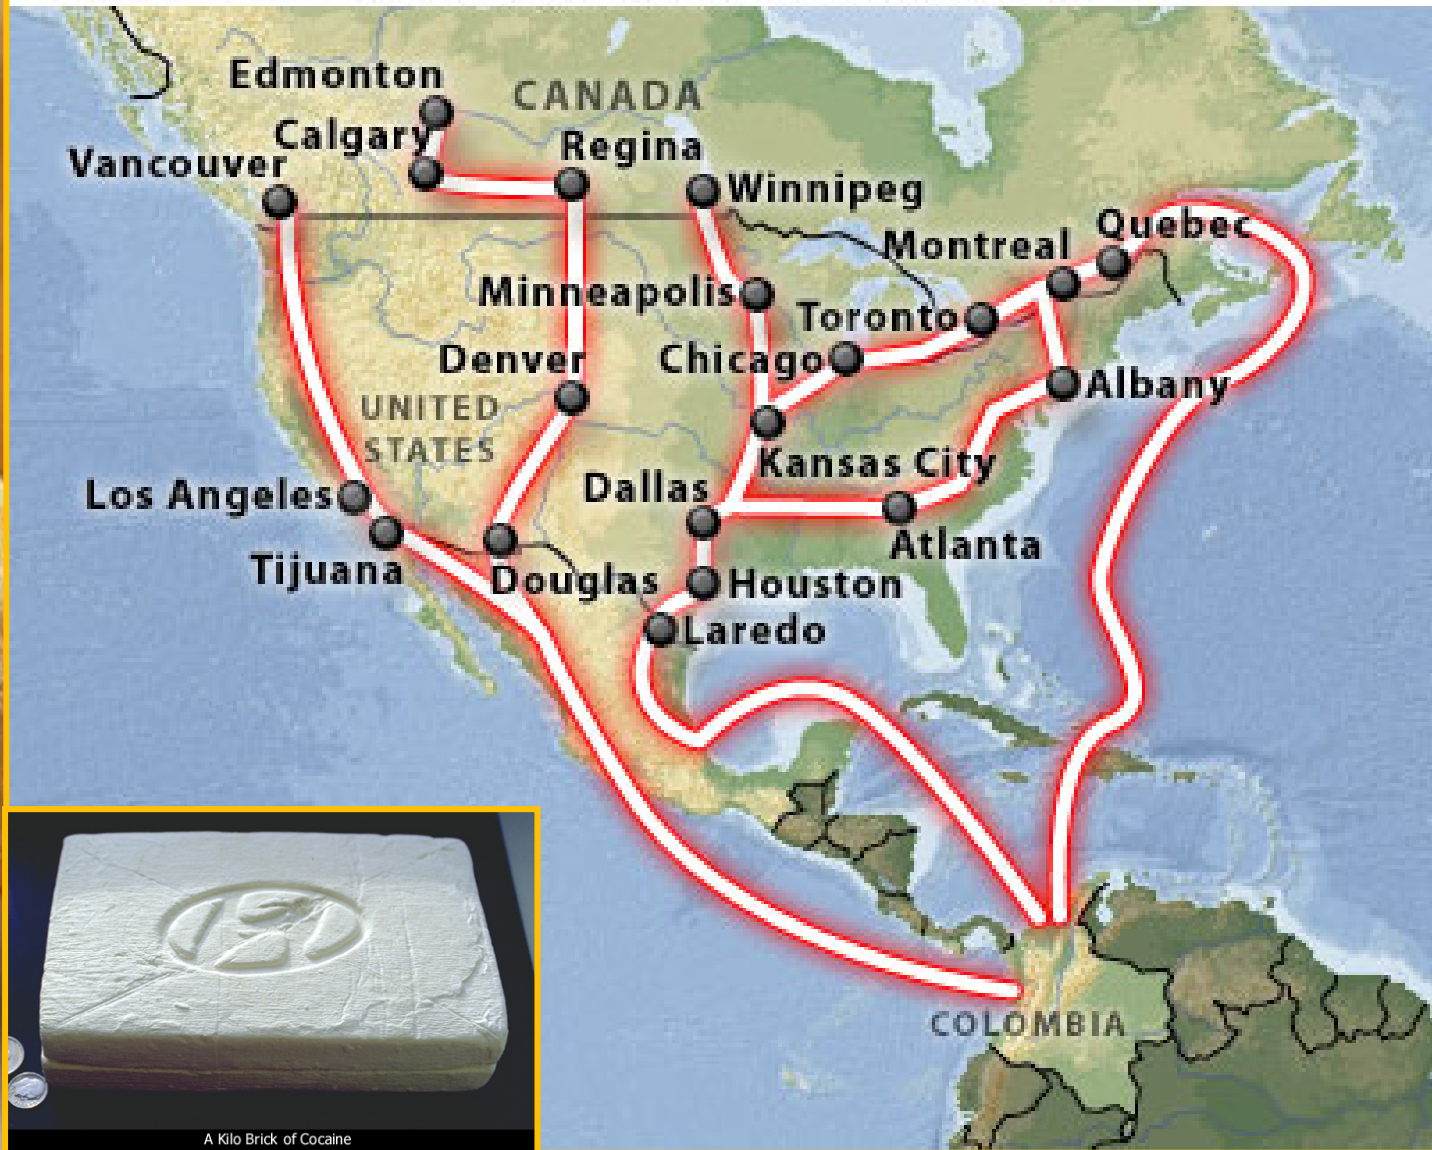 Edmonton
CANADA
Calgary
Regina
Vancouver
Winnipeg
Quebec
Montreal
Minneapolis
Toronto
Denver
Chicago
Albany
UNITED
STATES
Kansas City
Dallas
Los Angeles
Atlanta
Tijuana
Douglas
Houston
Laredo
COLOMBIA
A Kilo Brick of Cocaine